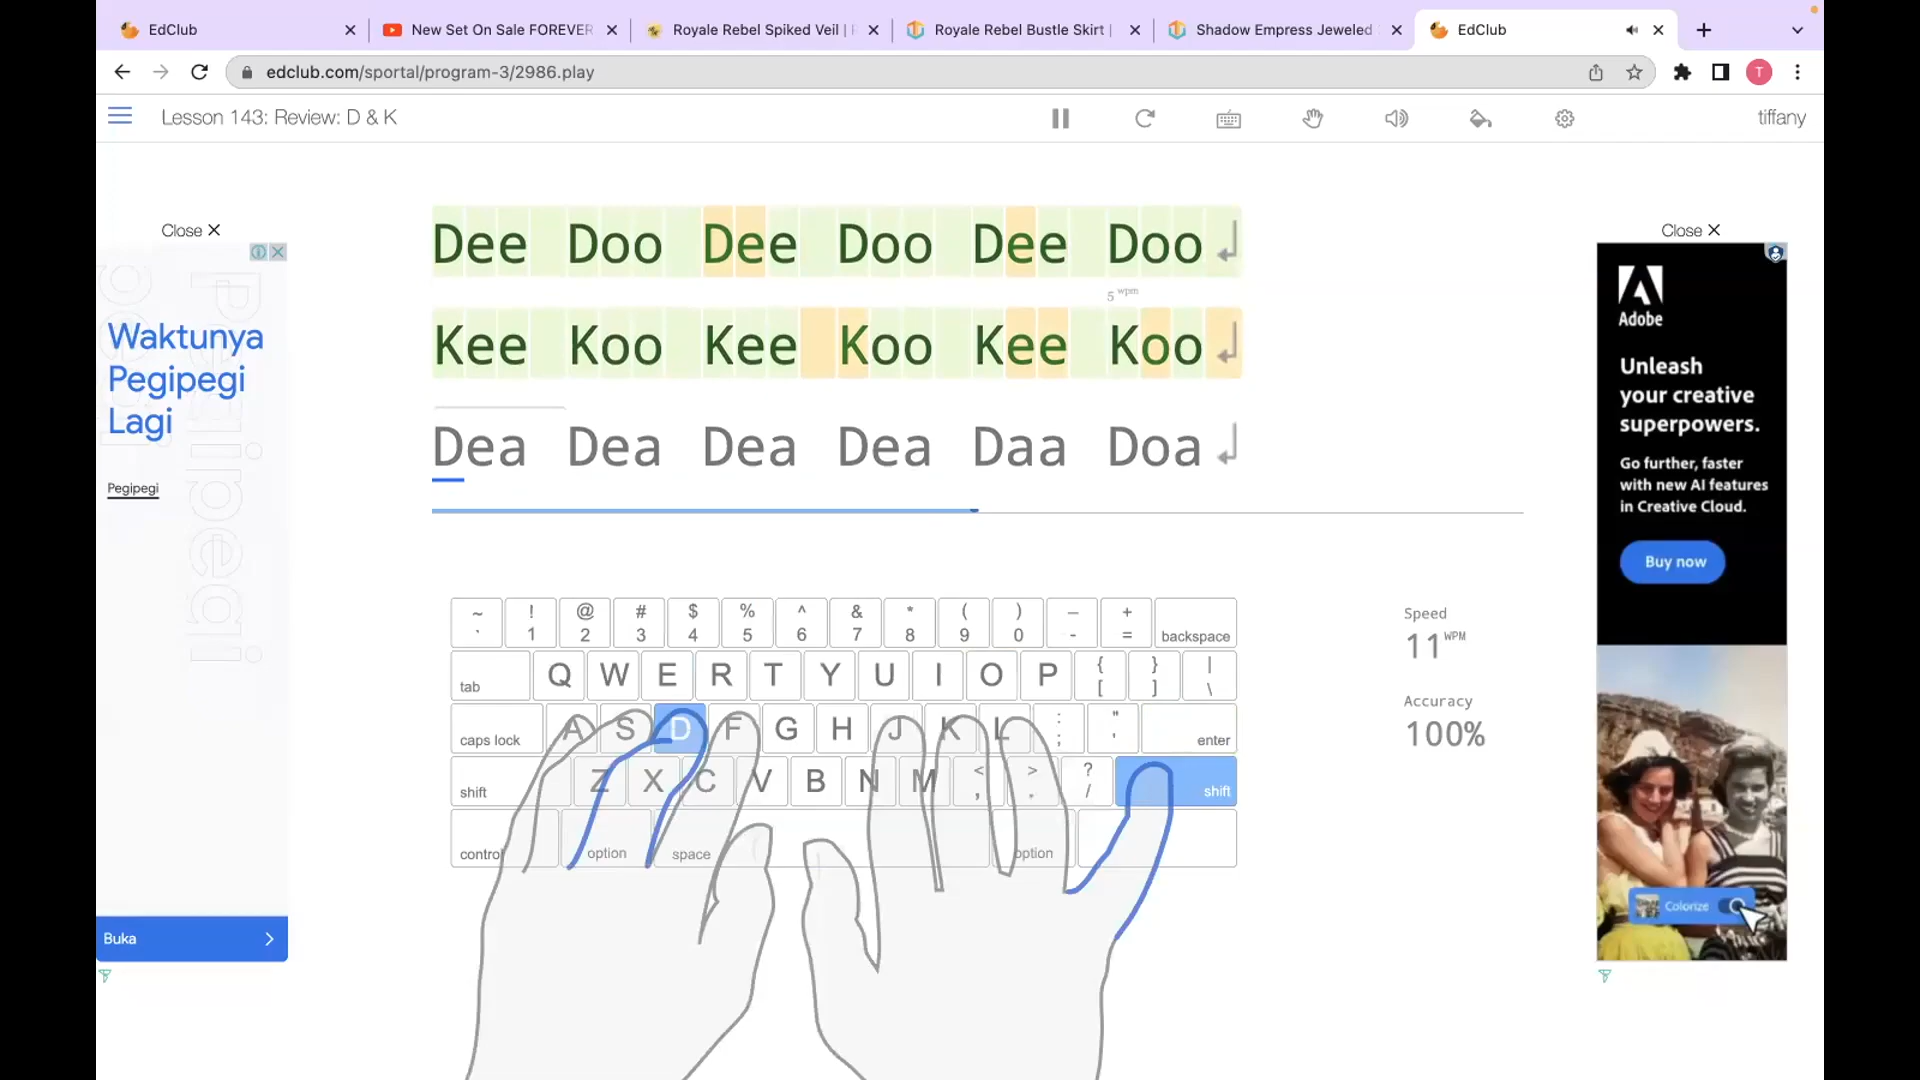 EdClub
New Set On Sale FOREVER
Royale Rebel Spiked Veil |
Royale Rebel Bustle Skirt |
Shadow Empress Jeweled
EdClub
edclub.com/sportal/program-3/2986.play
T
Lesson 143: Review: D & K
tiffany
Close
Close
Dee Doo Dee Doo Dee Doo
5 wpm
Kee Koo Kee Koo Kee Koo
Dea Dea Dea Dea Daa Doa
Waktunya
Pegipegi
Lagi
Pegipegi
Buka
Adobe
Unleash
your creative
superpowers.
Go further, faster
with new AI features
in Creative Cloud.
Buy now
Colorize
Speed
11 WPM
Accuracy
100%
~ ! @ # $ % ^ & * ( ) _ +
` 1 2 3 4 5 6 7 8 9 0 - = backspace
tab Q W E R T Y U I O P { [ } ] | \
caps lock A S D F G H J K L : ; " ' enter
shift Z X C V B N M < , > . ? / shift
control option space option